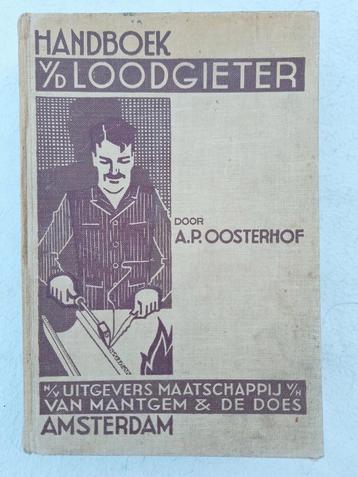 HANDBOEK
V/D LOODGIETER
DOOR
A.P. OOSTERHOF
N/V UITGEVERS MAATSCHAPPIJ V/H
VAN MANTGEM & DE DOES
AMSTERDAM